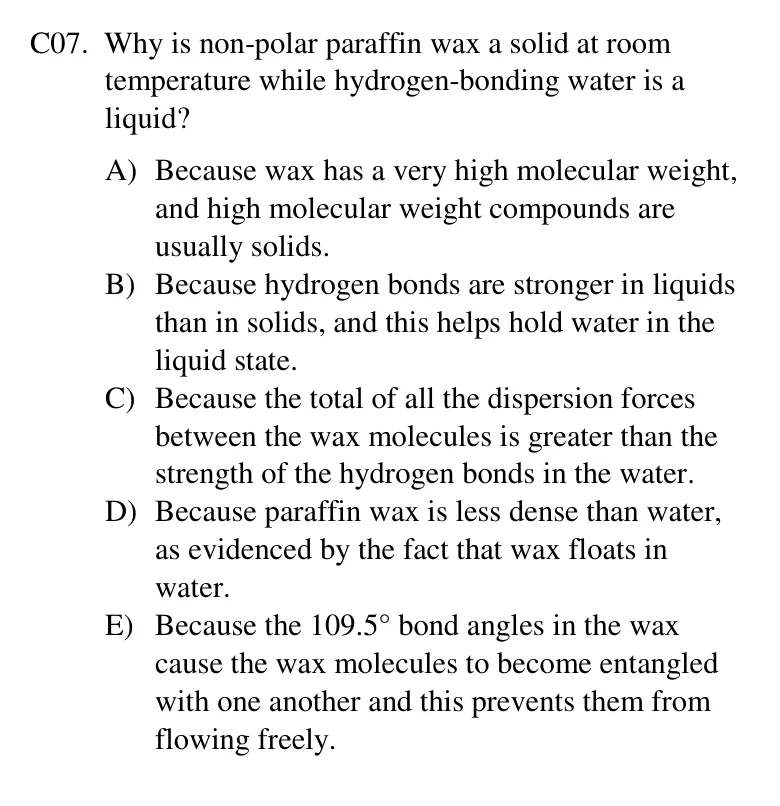 C07. Why is non-polar paraffin wax a solid at room
temperature while hydrogen-bonding water is a
liquid?
A) Because wax has a very high molecular weight,
and high molecular weight compounds are
usually solids.
B) Because hydrogen bonds are stronger in liquids
than in solids, and this helps hold water in the
liquid state.
C) Because the total of all the dispersion forces
between the wax molecules is greater than the
strength of the hydrogen bonds in the water.
D) Because paraffin wax is less dense than water,
as evidenced by the fact that wax floats in
water.
E) Because the 109.5° bond angles in the wax
cause the wax molecules to become entangled
with one another and this prevents them from
flowing freely.